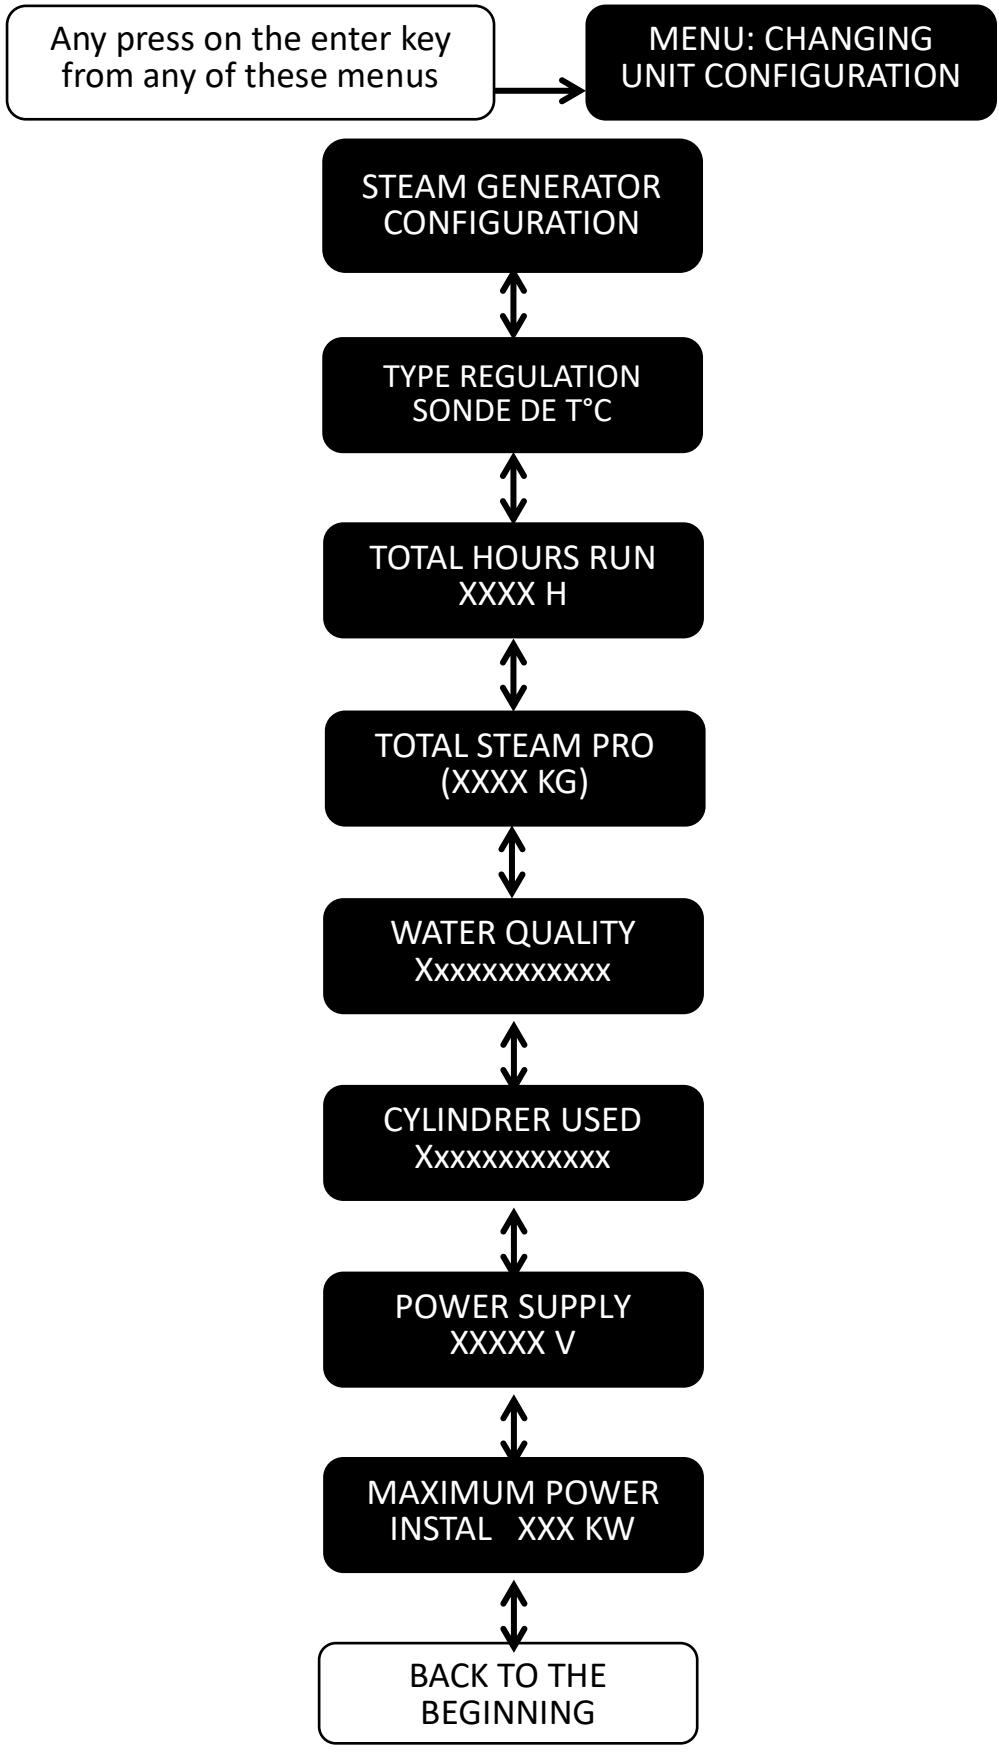 Any press on the enter key
from any of these menus
MENU: CHANGING
UNIT CONFIGURATION
STEAM GENERATOR
CONFIGURATION
TYPE REGULATION
SONDE DE T°C
TOTAL HOURS RUN
XXXX H
TOTAL STEAM PRO
(XXXX KG)
WATER QUALITY
Xxxxxxxxxxxx
CYLINDRER USED
Xxxxxxxxxxxx
POWER SUPPLY
XXXXX V
MAXIMUM POWER
INSTAL   XXX KW
BACK TO THE
BEGINNING